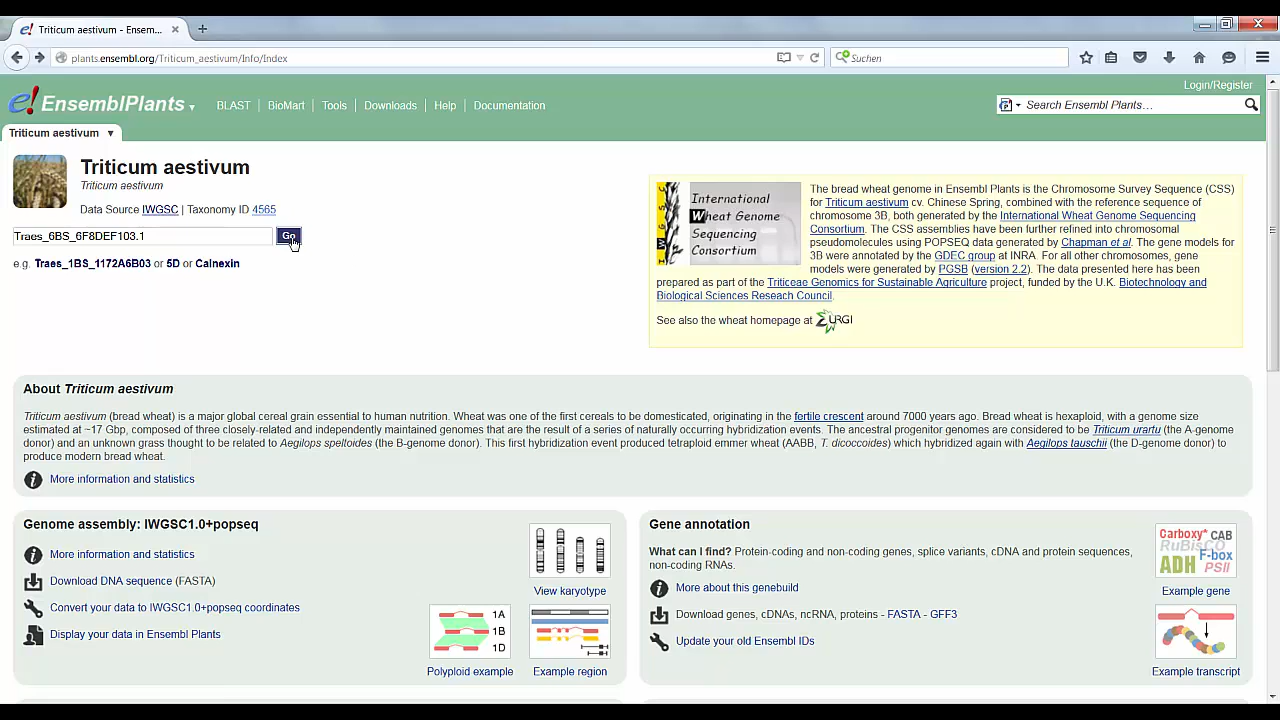 Triticum aestivum - Ensem...
plants.ensembl.org/Triticum_aestivum/Info/Index
Suchen
Login/Register
e! EnsemblPlants
BLAST | BioMart | Tools | Downloads | Help | Documentation
Search Ensembl Plants…
Triticum aestivum ▼
Triticum aestivum
Triticum aestivum
Data Source IWGSC | Taxonomy ID 4565
Traes_6BS_6F8DEF103.1
Go
e.g. Traes_1BS_1172A6B03 or 5D or Calnexin
IWGSC
International
Wheat Genome
Sequencing
Consortium
The bread wheat genome in Ensembl Plants is the Chromosome Survey Sequence (CSS)
for Triticum aestivum cv. Chinese Spring, combined with the reference sequence of
chromosome 3B, both generated by the International Wheat Genome Sequencing
Consortium. The CSS assemblies have been further refined into chromosomal
pseudomolecules using POPSEQ data generated by Chapman et al. The gene models for
3B were annotated by the GDEC group at INRA. For all other chromosomes, gene
models were generated by PGSB (version 2.2). The data presented here has been
prepared as part of the Triticeae Genomics for Sustainable Agriculture project, funded by the U.K. Biotechnology and
Biological Sciences Reseach Council.
See also the wheat homepage at URGI
About Triticum aestivum
Triticum aestivum (bread wheat) is a major global cereal grain essential to human nutrition. Wheat was one of the first cereals to be domesticated, originating in the fertile crescent around 7000 years ago. Bread wheat is hexaploid, with a genome size
estimated at ~17 Gbp, composed of three closely-related and independently maintained genomes that are the result of a series of naturally occurring hybridization events. The ancestral progenitor genomes are considered to be Triticum urartu (the A-genome
donor) and an unknown grass thought to be related to Aegilops speltoides (the B-genome donor). This first hybridization event produced tetraploid emmer wheat (AABB, T. dicoccoides) which hybridized again with Aegilops tauschii (the D-genome donor) to
produce modern bread wheat.
More information and statistics
Genome assembly: IWGSC1.0+popseq
More information and statistics
Download DNA sequence (FASTA)
Convert your data to IWGSC1.0+popseq coordinates
Display your data in Ensembl Plants
View karyotype
1A
1B
1D
Polyploid example
Example region
Gene annotation
What can I find? Protein-coding and non-coding genes, splice variants, cDNA and protein sequences,
non-coding RNAs.
More about this genebuild
Download genes, cDNAs, ncRNA, proteins - FASTA - GFF3
Update your old Ensembl IDs
Carboxy* CAB
RuBisCO
ADH F-box
PSII
Example gene
Example transcript